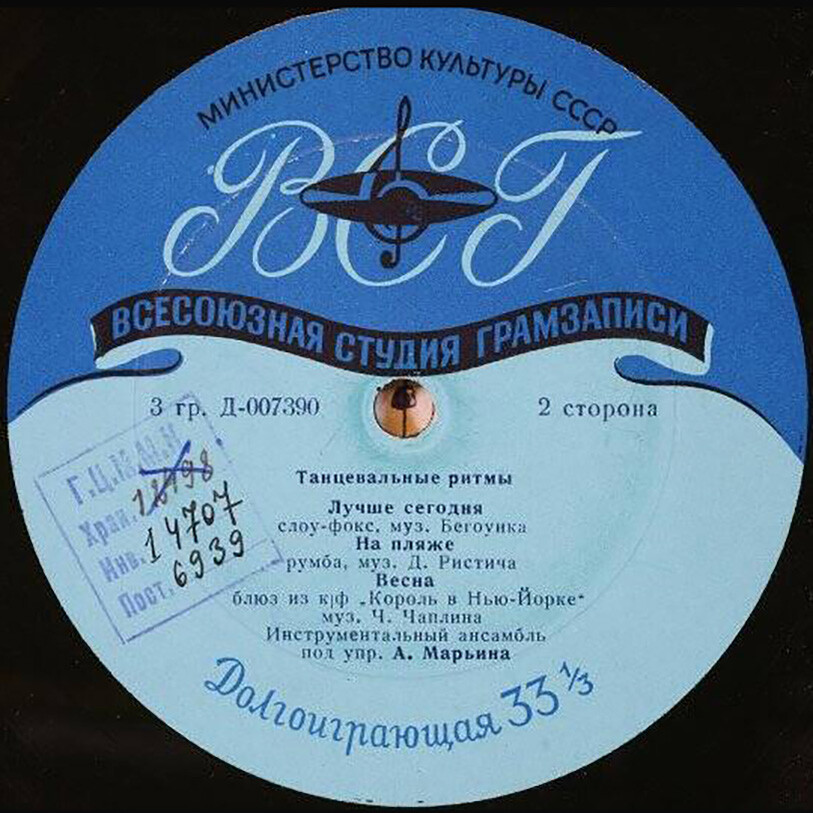 МИНИСТЕРСТВО КУЛЬТУРЫ СССР
ВСГ
ВСЕСОЮЗНАЯ СТУДИЯ ГРАМЗАПИСИ
3 гр. Д-007390
2 сторона
Г.Ц.М.М.К
Хран.
Инв. 14707
Пост. 6939
Танцевальные ритмы
Лучше сегодня
слоу-фокс, муз. Бегоуика
На пляже
румба, муз. Д. Ристича
Весна
блюз из к|ф „Король в Нью-Йорке"
муз. Ч. Чаплина
Инструментальный ансамбль
под упр. А. Марьина
Долгоиграющая 33 1/3